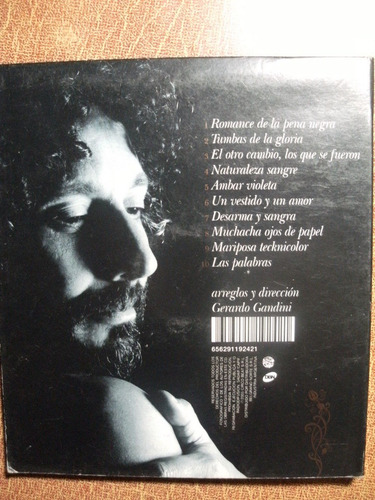 1 Romance de la pena negra
2 Tumbas de la gloria
3 El otro cambio, los que se fueron
4 Naturaleza sangre
5 Ambar violeta
6 Un vestido y un amor
7 Desarma y sangra
8 Muchacha ojos de papel
9 Mariposa tecknicolor
10 Las palabras
arreglos y dirección
Gerardo Gandini
656291192421